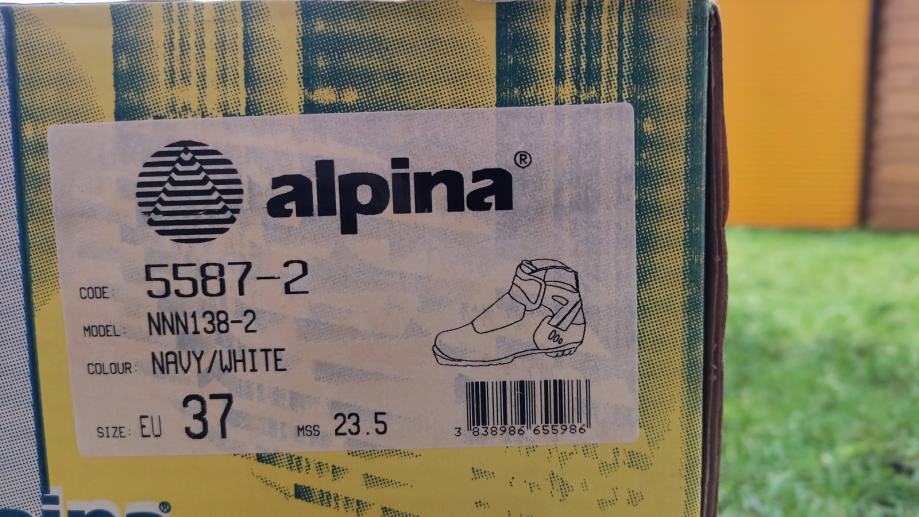 alpina®
CODE: 5587-2
MODEL: NNN138-2
COLOUR: NAVY/WHITE
SIZE: EU 37 MSS 23.5
3 838986 655986